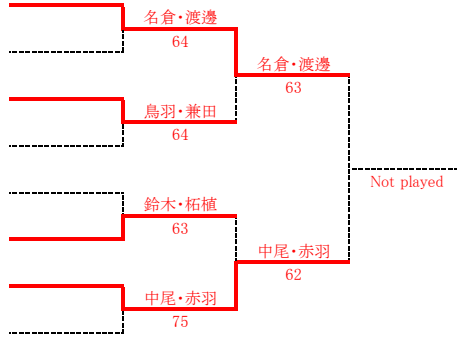 名倉・渡邊
64
名倉・渡邊
63
鳥羽・兼田
64
Not played
鈴木・柘植
63
中尾・赤羽
62
中尾・赤羽
75